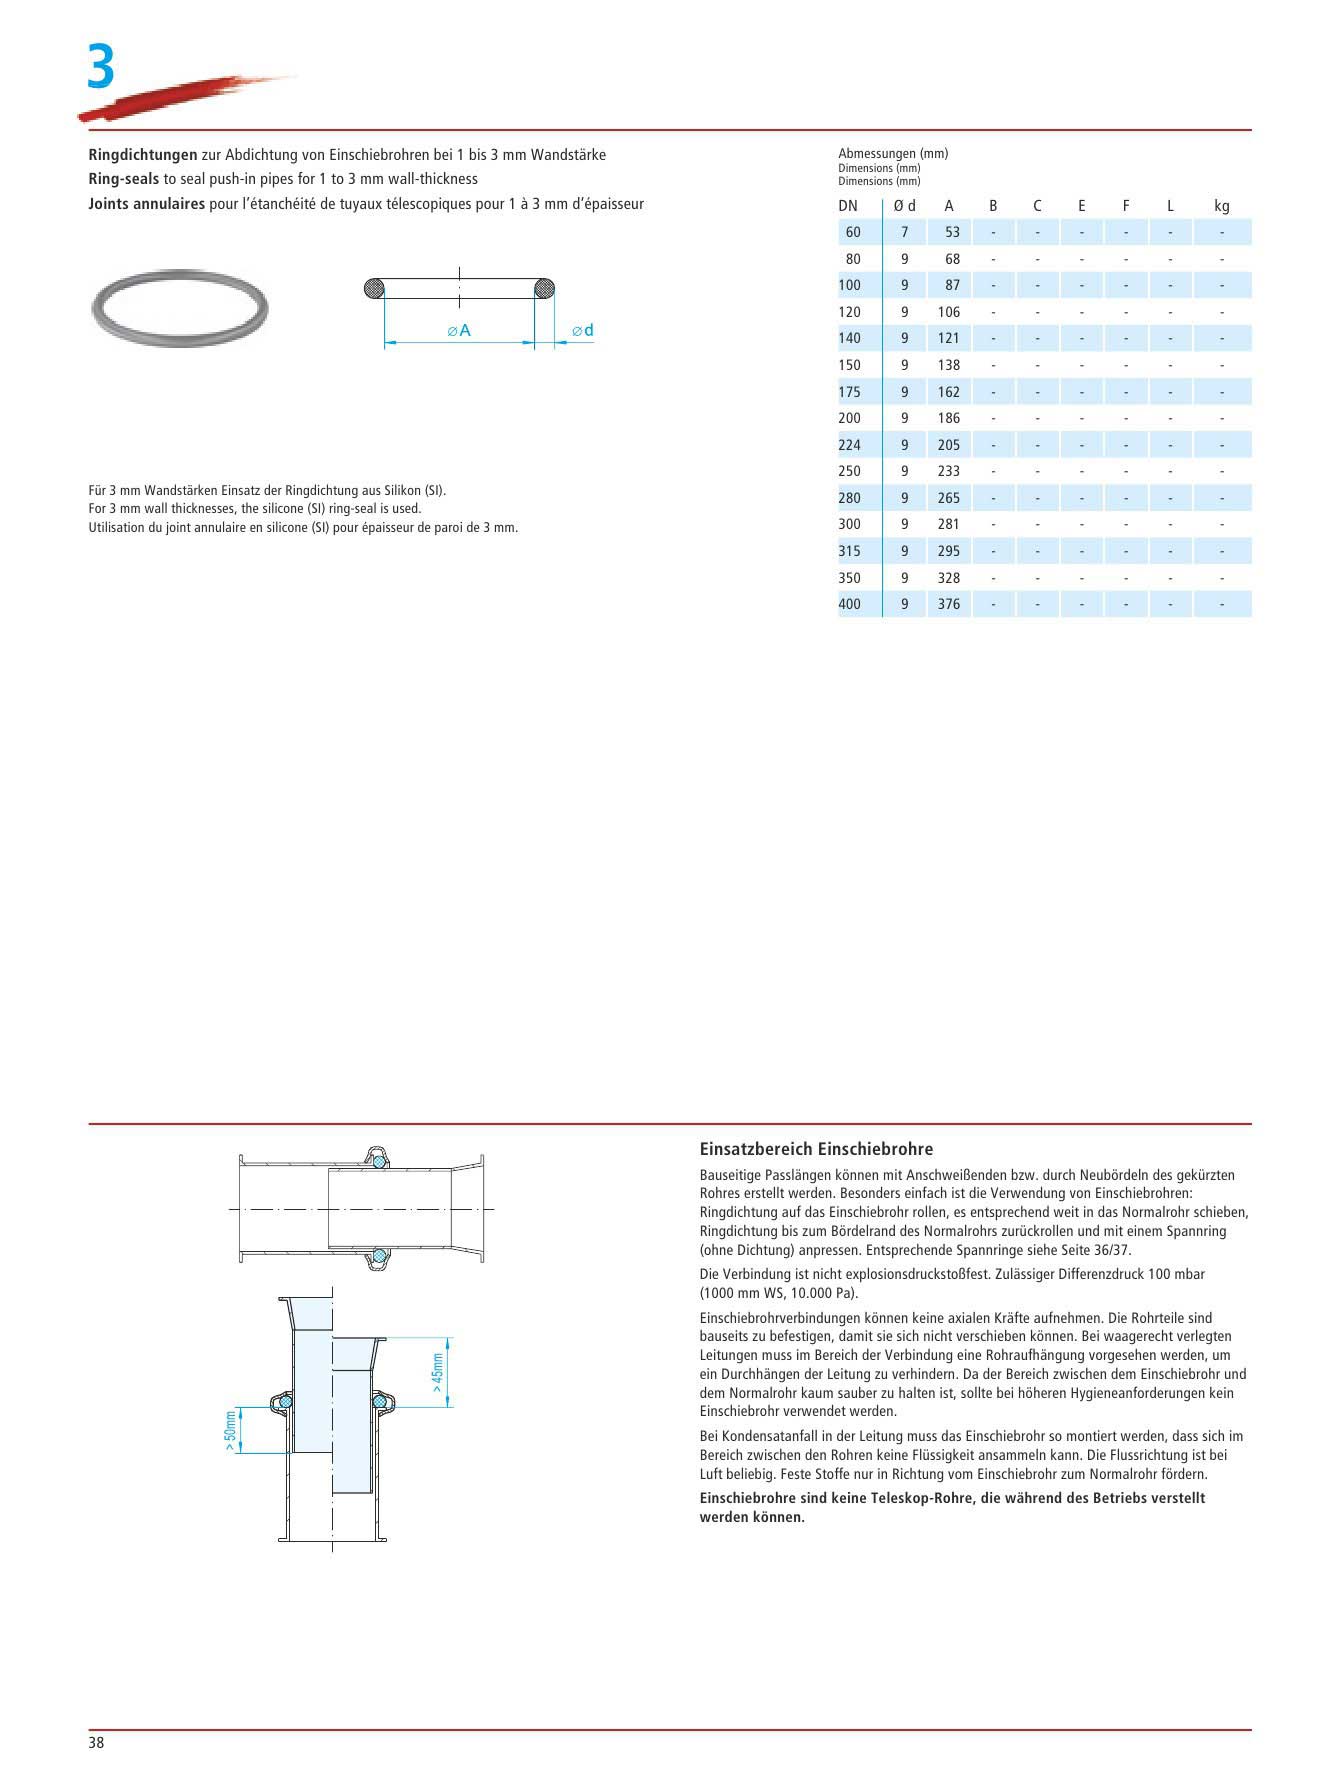 3
Ringdichtungen zur Abdichtung von Einschiebrohren bei 1 bis 3 mm Wandstärke
Ring-seals to seal push-in pipes for 1 to 3 mm wall-thickness
Joints annulaires pour l’étanchéité de tuyaux télescopiques pour 1 à 3 mm d’épaisseur
⌀A ⌀d
Für 3 mm Wandstärken Einsatz der Ringdichtung aus Silikon (SI).
For 3 mm wall thicknesses, the silicone (SI) ring-seal is used.
Utilisation du joint annulaire en silicone (SI) pour épaisseur de paroi de 3 mm.
Abmessungen (mm)
Dimensions (mm)
Dimensions (mm)
DN Ø d A B C E F L kg
60 7 53 - - - - - -
80 9 68 - - - - - -
100 9 87 - - - - - -
120 9 106 - - - - - -
140 9 121 - - - - - -
150 9 138 - - - - - -
175 9 162 - - - - - -
200 9 186 - - - - - -
224 9 205 - - - - - -
250 9 233 - - - - - -
280 9 265 - - - - - -
300 9 281 - - - - - -
315 9 295 - - - - - -
350 9 328 - - - - - -
400 9 376 - - - - - -
> 45mm
> 50mm
Einsatzbereich Einschiebrohre
Bauseitige Passlängen können mit Anschweißenden bzw. durch Neubördeln des gekürzten
Rohres erstellt werden. Besonders einfach ist die Verwendung von Einschiebrohren:
Ringdichtung auf das Einschiebrohr rollen, es entsprechend weit in das Normalrohr schieben,
Ringdichtung bis zum Bördelrand des Normalrohrs zurückrollen und mit einem Spannring
(ohne Dichtung) anpressen. Entsprechende Spannringe siehe Seite 36/37.
Die Verbindung ist nicht explosionsdruckstoßfest. Zulässiger Differenzdruck 100 mbar
(1000 mm WS, 10.000 Pa).
Einschiebrohrverbindungen können keine axialen Kräfte aufnehmen. Die Rohrteile sind
bauseits zu befestigen, damit sie sich nicht verschieben können. Bei waagerecht verlegten
Leitungen muss im Bereich der Verbindung eine Rohraufhängung vorgesehen werden, um
ein Durchhängen der Leitung zu verhindern. Da der Bereich zwischen dem Einschiebrohr und
dem Normalrohr kaum sauber zu halten ist, sollte bei höheren Hygieneanforderungen kein
Einschiebrohr verwendet werden.
Bei Kondensatanfall in der Leitung muss das Einschiebrohr so montiert werden, dass sich im
Bereich zwischen den Rohren keine Flüssigkeit ansammeln kann. Die Flussrichtung ist bei
Luft beliebig. Feste Stoffe nur in Richtung vom Einschiebrohr zum Normalrohr fördern.
Einschiebrohre sind keine Teleskop-Rohre, die während des Betriebs verstellt
werden können.
38